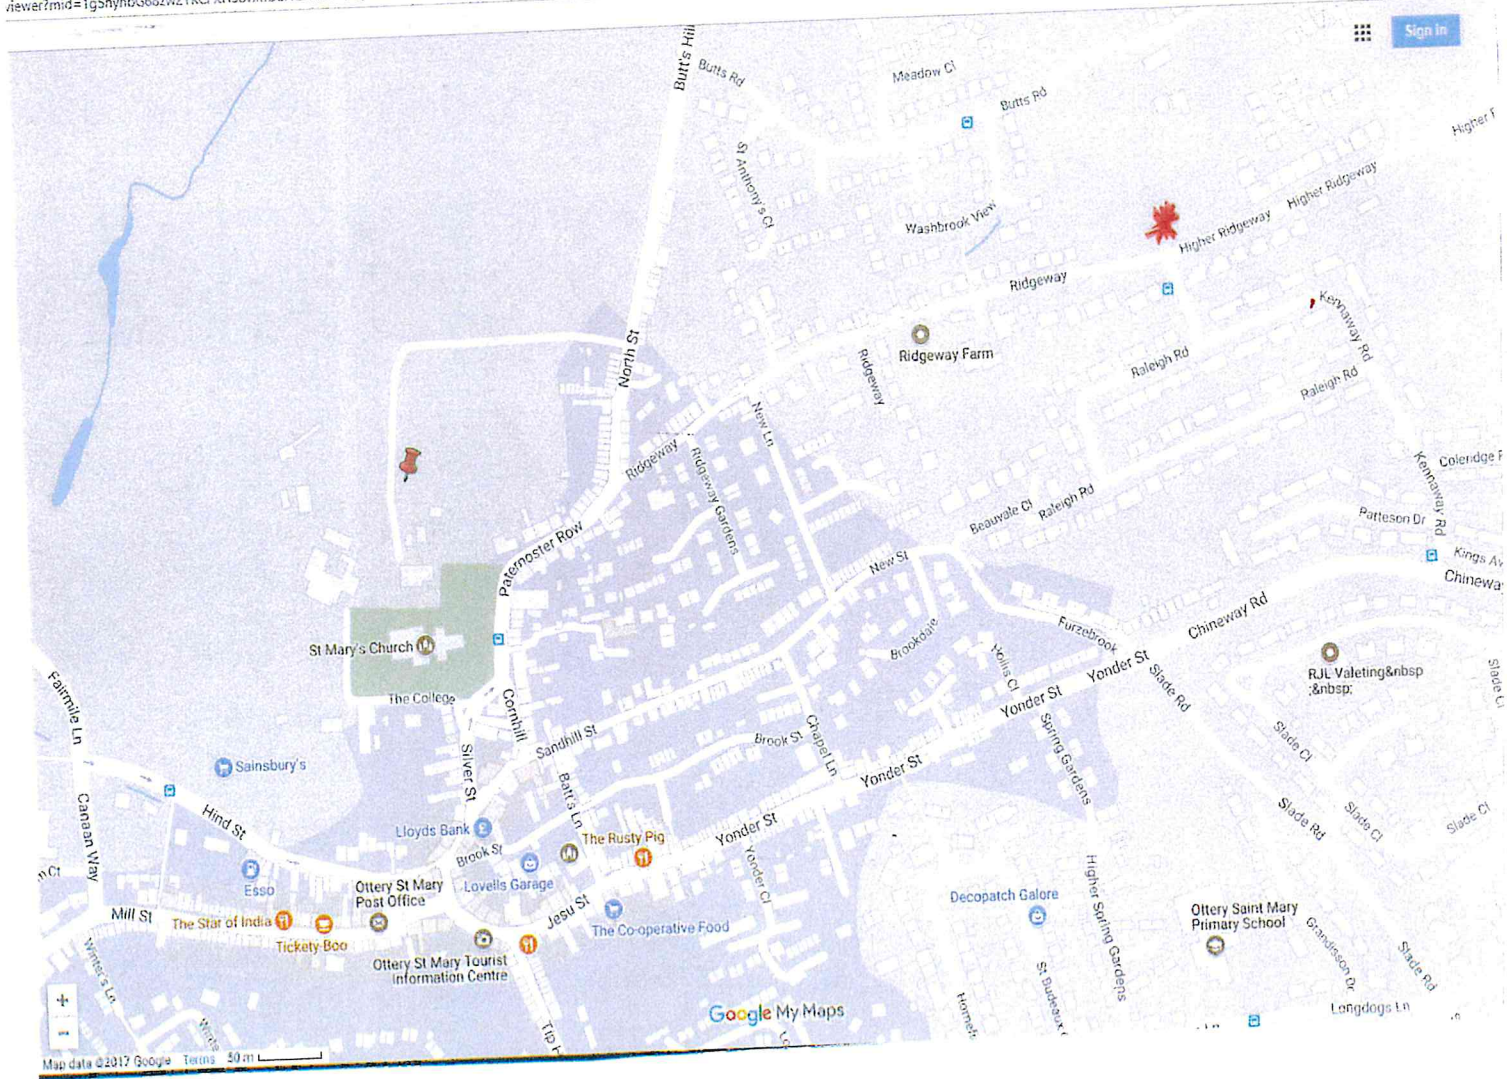 Sign in
Butt's Hill
Butts Rd
Meadow Cl
Butts Rd
St Anthony's Cl
Washbrook View
Higher Ridgeway
Higher Ridgeway
Ridgeway
Kennaway Rd
Ridgeway Farm
Ridgeway
Raleigh Rd
Raleigh Rd
North St
New Ln
Ridgeway
Ridgeway Gardens
Kennaway Rd
Beauvale Cl
Raleigh Rd
Patteson Dr
Paternoster Row
New St
Chineway Rd
St Mary's Church
Brookdale
Furzebrook
Hollis Cl
Yonder St
Yonder St
Slade Rd
RJL Valeting&nbsp
;&nbsp;
The College
Fairmile Ln
Cornhill
Sandhill St
Brook St
Chapel Ln
Spring Gardens
Slade Cl
Silver St
Sainsbury's
Batt's Ln
Yonder St
Canaan Way
Hind St
Lloyds Bank
The Rusty Pig
Yonder St
Slade Rd
Slade Cl
Slade Cl
Brook St
Esso
Ottery St Mary
Post Office
Lovells Garage
Yonder Cl
Decopatch Galore
Higher Spring Gardens
Mill St
The Star of India
Tickety-Boo
Jesu St
The Co-operative Food
Ottery Saint Mary
Primary School
Grandisson Dr
Slade Rd
Winter's Ln
Ottery St Mary Tourist
Information Centre
Google My Maps
Longdogs Ln
Map data ©2017 Google Terms 50 m